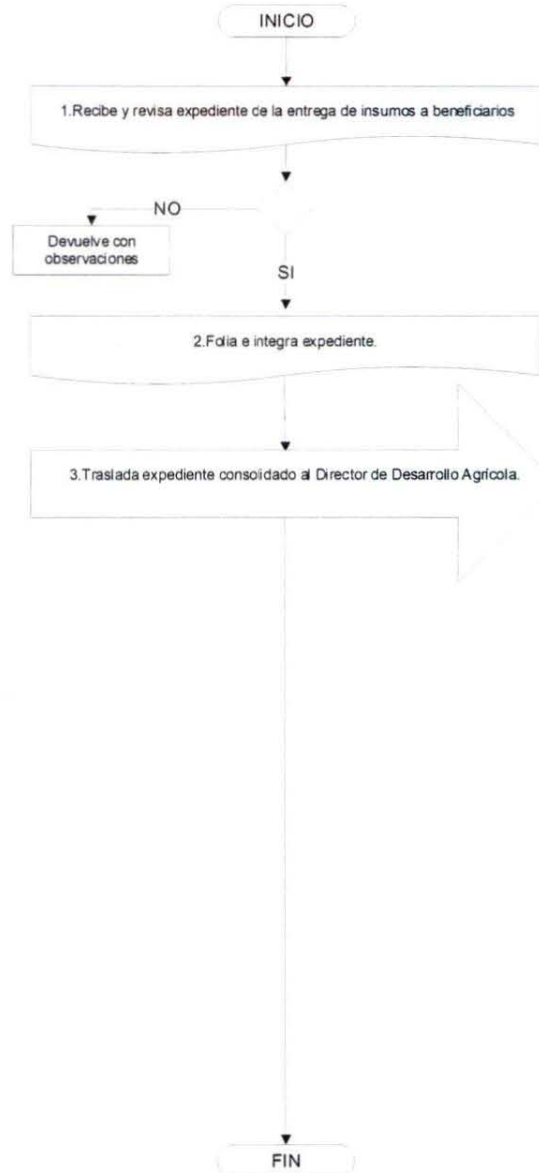 INICIO
1.Recibe y revisa expediente de la entrega de insumos a beneficiarios
NO
Devuelve con
observaciones
SI
2.Folia e integra expediente.
3.Traslada expediente consolidado al Director de Desarrollo Agrícola.
FIN